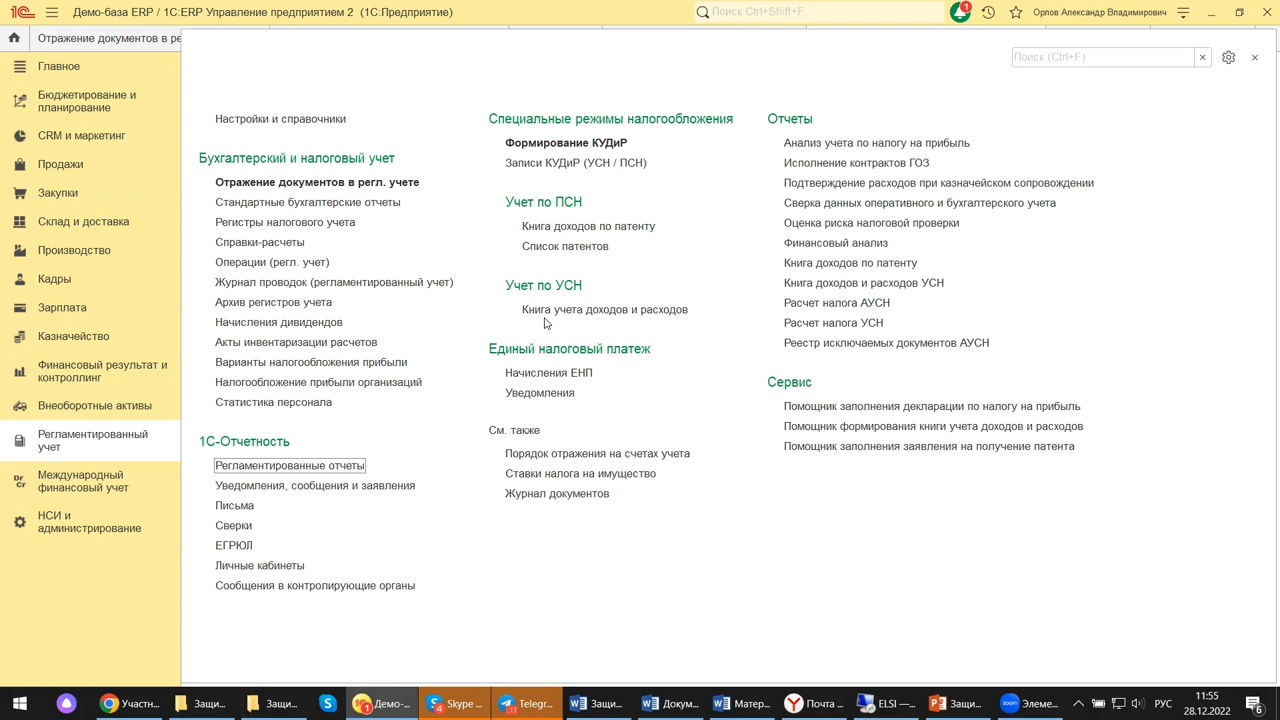 Демо-база ERP / 1С:ERP Управление предприятием 2 (1С:Предприятие)
Поиск Ctrl+Shift+F
1
Орлов Александр Владимирович
Отражение документов в ре
Поиск (Ctrl+F)
Главное
Бюджетирование и
планирование
CRM и маркетинг
Продажи
Закупки
Склад и доставка
Производство
Кадры
Зарплата
Казначейство
Финансовый результат и
контроллинг
Внеоборотные активы
Регламентированный
учет
Международный
финансовый учет
НСИ и
администрирование
Настройки и справочники
Бухгалтерский и налоговый учет
Отражение документов в регл. учете
Стандартные бухгалтерские отчеты
Регистры налогового учета
Справки-расчеты
Операции (регл. учет)
Журнал проводок (регламентированный учет)
Архив регистров учета
Начисления дивидендов
Акты инвентаризации расчетов
Варианты налогообложения прибыли
Налогообложение прибыли организаций
Статистика персонала
1С-Отчетность
Регламентированные отчеты
Уведомления, сообщения и заявления
Письма
Сверки
ЕГРЮЛ
Личные кабинеты
Сообщения в контролирующие органы
Специальные режимы налогообложения
Формирование КУДиР
Записи КУДиР (УСН / ПСН)
Учет по ПСН
Книга доходов по патенту
Список патентов
Учет по УСН
Книга учета доходов и расходов
Единый налоговый платеж
Начисления ЕНП
Уведомления
См. также
Порядок отражения на счетах учета
Ставки налога на имущество
Журнал документов
Отчеты
Анализ учета по налогу на прибыль
Исполнение контрактов ГОЗ
Подтверждение расходов при казначейском сопровождении
Сверка данных оперативного и бухгалтерского учета
Оценка риска налоговой проверки
Финансовый анализ
Книга доходов по патенту
Книга доходов и расходов УСН
Расчет налога АУСН
Расчет налога УСН
Реестр исключаемых документов АУСН
Сервис
Помощник заполнения декларации по налогу на прибыль
Помощник формирования книги учета доходов и расходов
Помощник заполнения заявления на получение патента
Участн...
Защи...
Защи...
1
Демо-...
4
Skype ...
17
Telegr...
Защи...
Докум...
Матер...
Почта ...
ELSI —...
Защи...
zoom
Элеме...
РУС
11:55
28.12.2022
6